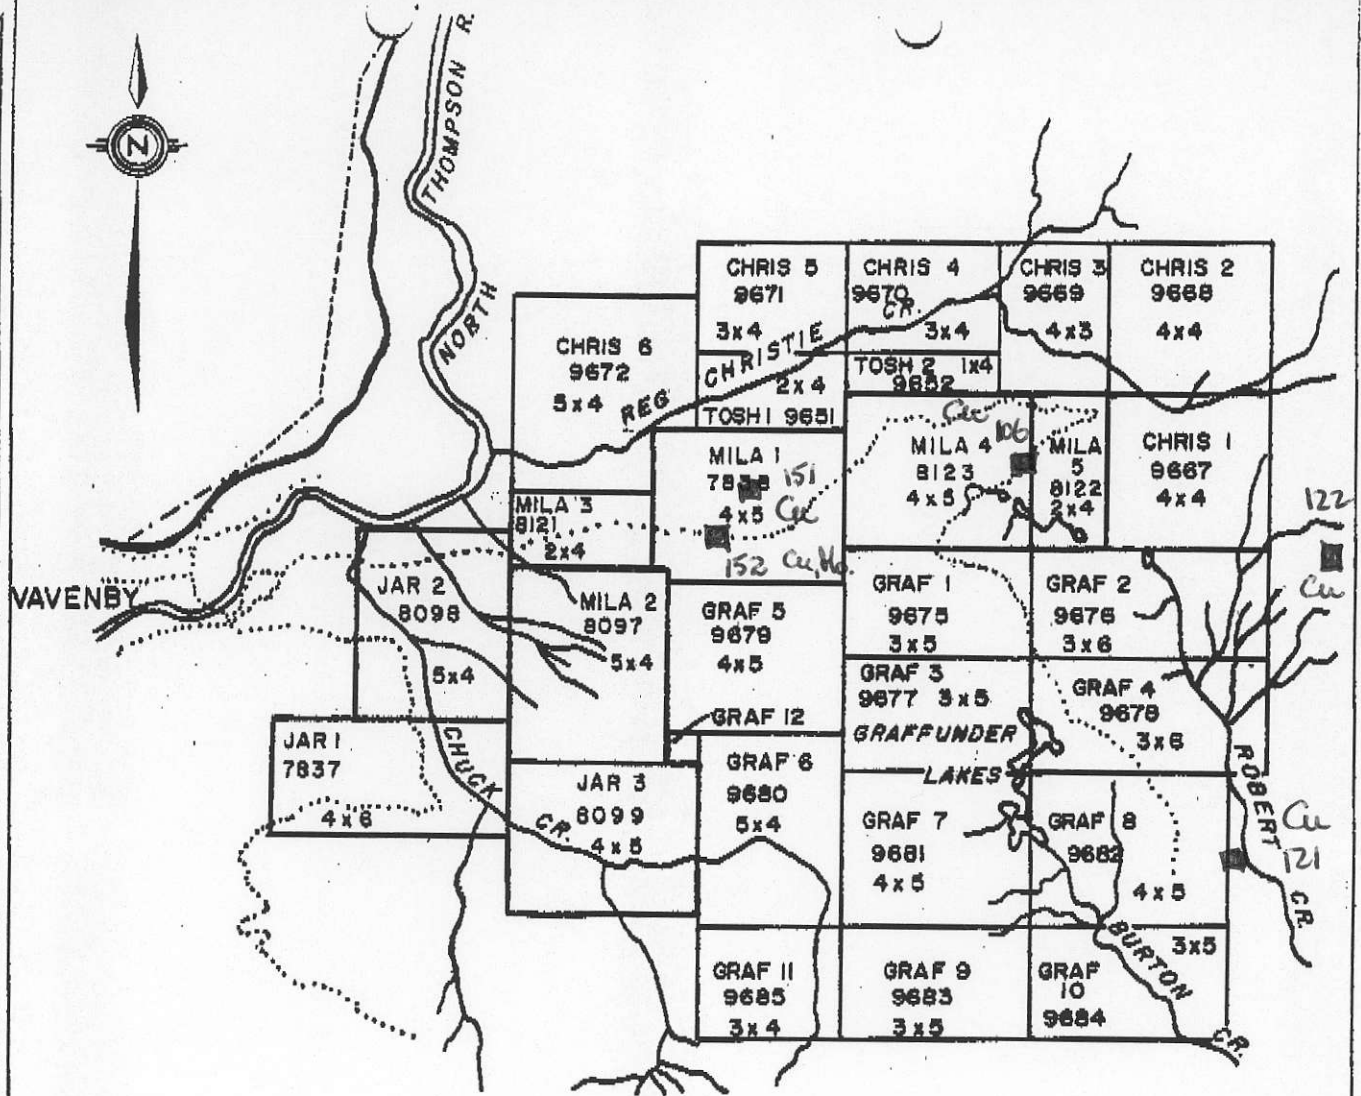 THOMPSON R.
N
NORTH
CHRIS 5
9671
3x4
CHRIS 4
9670
3x4
CHRIS 3
9669
4x3
CHRIS 2
9668
4x4
CHRIS 6
9672
5x4
REG CHRISTIE CR.
2x4
TOSH 1 9651
TOSH 2 1x4
9652
MILA 1
4x5
151
Cu
152 Cu, Mo
MILA 4
8123
4x5
Cu
106
MILA
5
8122
2x4
CHRIS 1
9667
4x4
122
Cu
MILA 3
8121
2x4
VAVENBY
JAR 2
8098
5x4
MILA 2
8097
5x4
GRAF 5
9679
4x5
GRAF 1
9675
3x5
GRAF 2
9676
3x6
GRAF 3
9677 3x5
GRAF 4
9678
3x6
GRAF 12
GRAFFUNDER
LAKES
JAR 1
7837
4x6
CHUCK CR.
JAR 3
8099
4x5
GRAF 6
9680
5x4
GRAF 7
9681
4x5
GRAF 8
9682
4x5
ROBERT CR.
Cu
121
GRAF 11
9685
3x4
GRAF 9
9683
3x5
GRAF
10
9684
3x5
BURTON CR.